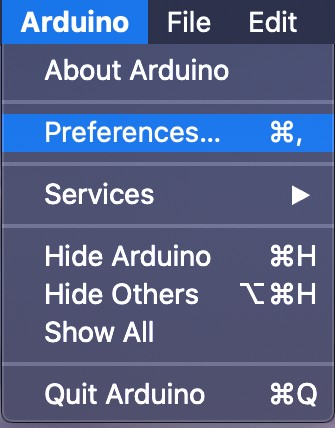 Arduino File Edit
About Arduino
Preferences... ⌘,
Services ▶
Hide Arduino ⌘H
Hide Others ⌥⌘H
Show All
Quit Arduino ⌘Q